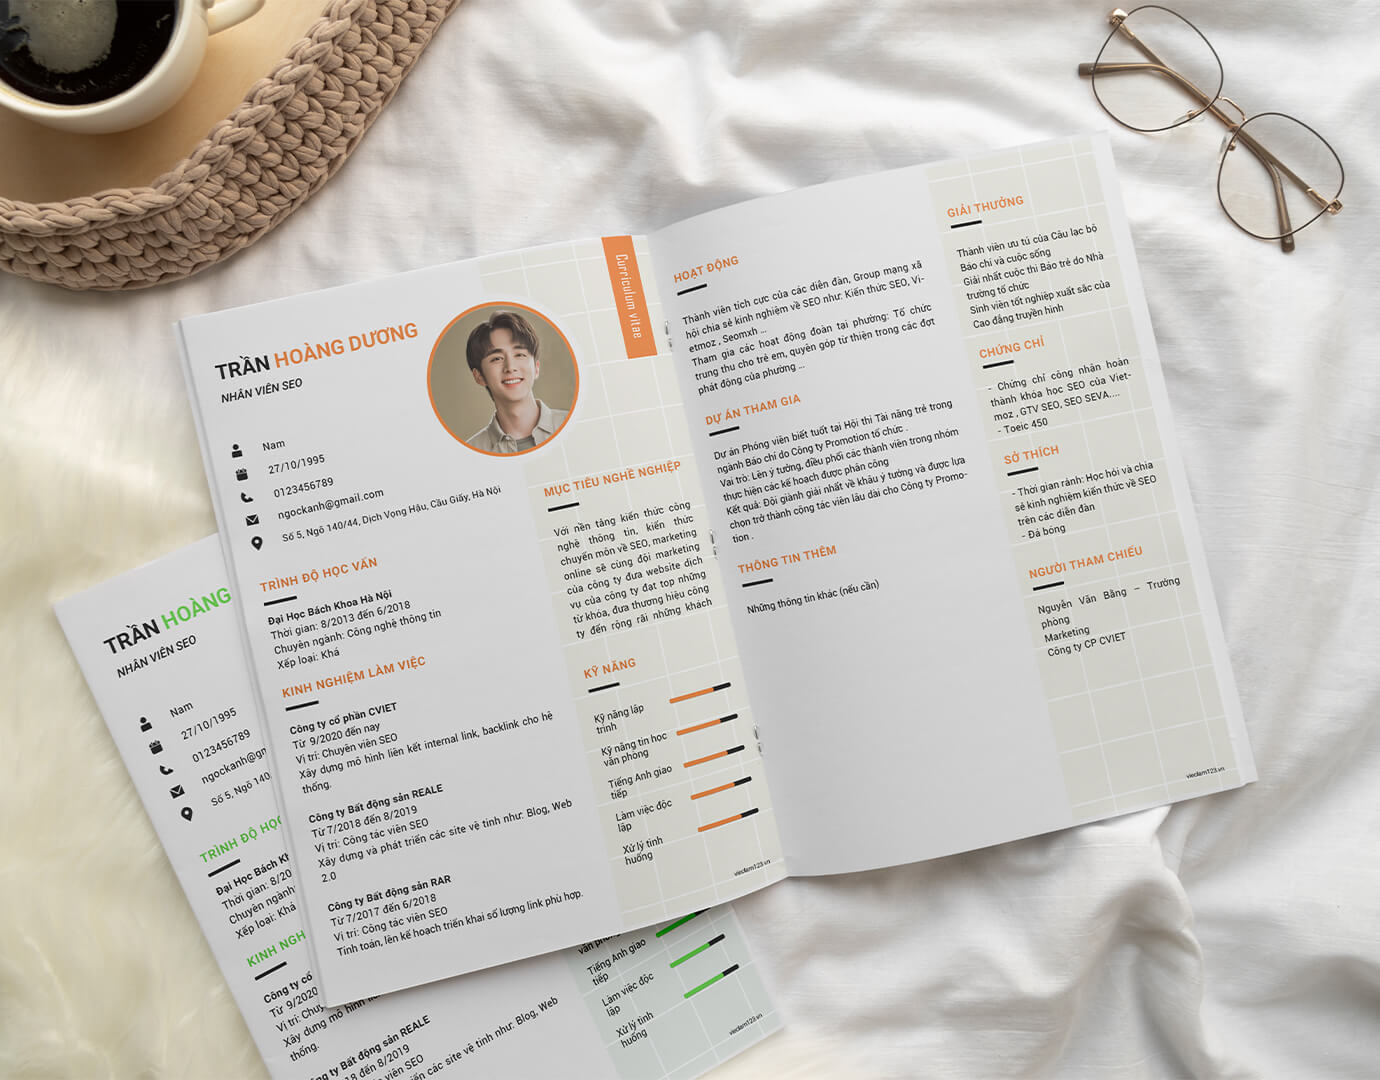 Curriculum vitae
TRẦN HOÀNG DƯƠNG
NHÂN VIÊN SEO
Nam
27/10/1995
0123456789
ngockanh@gmail.com
Số 5, Ngõ 140/44, Dịch Vọng Hậu, Cầu Giấy, Hà Nội
TRÌNH ĐỘ HỌC VẤN
Đại Học Bách Khoa Hà Nội
Thời gian: 8/2013 đến 6/2018
Chuyên ngành: Công nghệ thông tin
Xếp loại: Khá
KINH NGHIỆM LÀM VIỆC
Công ty cổ phần CVIET
Từ 9/2020 đến nay
Vị trí: Chuyên viên SEO
Xây dựng mô hình liên kết internal link, backlink cho hệ
thống.
Công ty Bất động sản REALE
Từ 7/2018 đến 8/2019
Vị trí: Công tác viên SEO
Xây dựng và phát triển các site vệ tinh như: Blog, Web
2.0
Công ty Bất động sản RAR
Từ 7/2017 đến 6/2018
Vị trí: Công tác viên SEO
Tính toán, lên kế hoạch triển khai số lượng link phù hợp.
MỤC TIÊU NGHỀ NGHIỆP
Với nền tảng kiến thức công
nghệ thông tin, kiến thức
chuyên môn về SEO, marketing
online sẽ cùng đội marketing
của công ty đưa website dịch
vụ của công ty đạt top những
từ khóa, đưa thương hiệu công
ty đến rộng rãi những khách
KỸ NĂNG
Kỹ năng lập
trình
Kỹ năng tin học
văn phòng
Tiếng Anh giao
tiếp
Làm việc độc
lập
Xử lý tình
huống
vieclam123.vn
HOẠT ĐỘNG
Thành viên tích cực của các diễn đàn, Group mạng xã
hội chia sẻ kinh nghiệm về SEO như: Kiến thức SEO, Vi-
etmoz , Seomxh ...
Tham gia các hoạt động đoàn tại phường: Tổ chức
trung thu cho trẻ em, quyên góp từ thiện trong các đợt
phát động của phường ...
DỰ ÁN THAM GIA
Dự án Phóng viên biết tuốt tại Hội thi Tài năng trẻ trong
ngành Báo chí do Công ty Promotion tổ chức .
Vai trò: Lên ý tưởng, điều phối các thành viên trong nhóm
thực hiện các kế hoạch được phân công
Kết quả: Đội giành giải nhất về khâu ý tưởng và được lựa
chọn trở thành cộng tác viên lâu dài cho Công ty Promo-
tion .
THÔNG TIN THÊM
Những thông tin khác (nếu cần)
GIẢI THƯỞNG
Thành viên ưu tú của Câu lạc bộ
Báo chí và cuộc sống
Giải nhất cuộc thi Báo trẻ do Nhà
trường tổ chức
Sinh viên tốt nghiệp xuất sắc của
Cao đẳng truyền hình
CHỨNG CHỈ
- Chứng chỉ công nhận hoàn
thành khóa học SEO của Viet-
moz , GTV SEO, SEO SEVA....
- Toeic 450
SỞ THÍCH
- Thời gian rảnh: Học hỏi và chia
sẻ kinh nghiệm kiến thức về SEO
trên các diễn đàn
- Đá bóng
NGƯỜI THAM CHIẾU
Nguyễn Văn Bằng – Trưởng
phòng
Marketing
Công ty CP CVIET
vieclam123.vn
TRẦN HOÀNG
NHÂN VIÊN SEO
Nam
27/10/1995
0123456789
ngockanh@gm
Số 5, Ngõ 140
TRÌNH ĐỘ HỌC
Đại Học Bách Kh
Thời gian: 8/20
Chuyên ngành
Xếp loại: Khá
KINH NGH
Công ty cổ
Từ 9/2020
Vị trí: Chuy
Xây dựng mô hình
thống.
Công ty Bất động sản REALE
18 đến 8/2019
cộng tác viên SEO
các site vệ tinh như: Blog, Web
văn phòng
Tiếng Anh giao
tiếp
Làm việc độc
lập
Xử lý tình
huống
vieclam123.vn